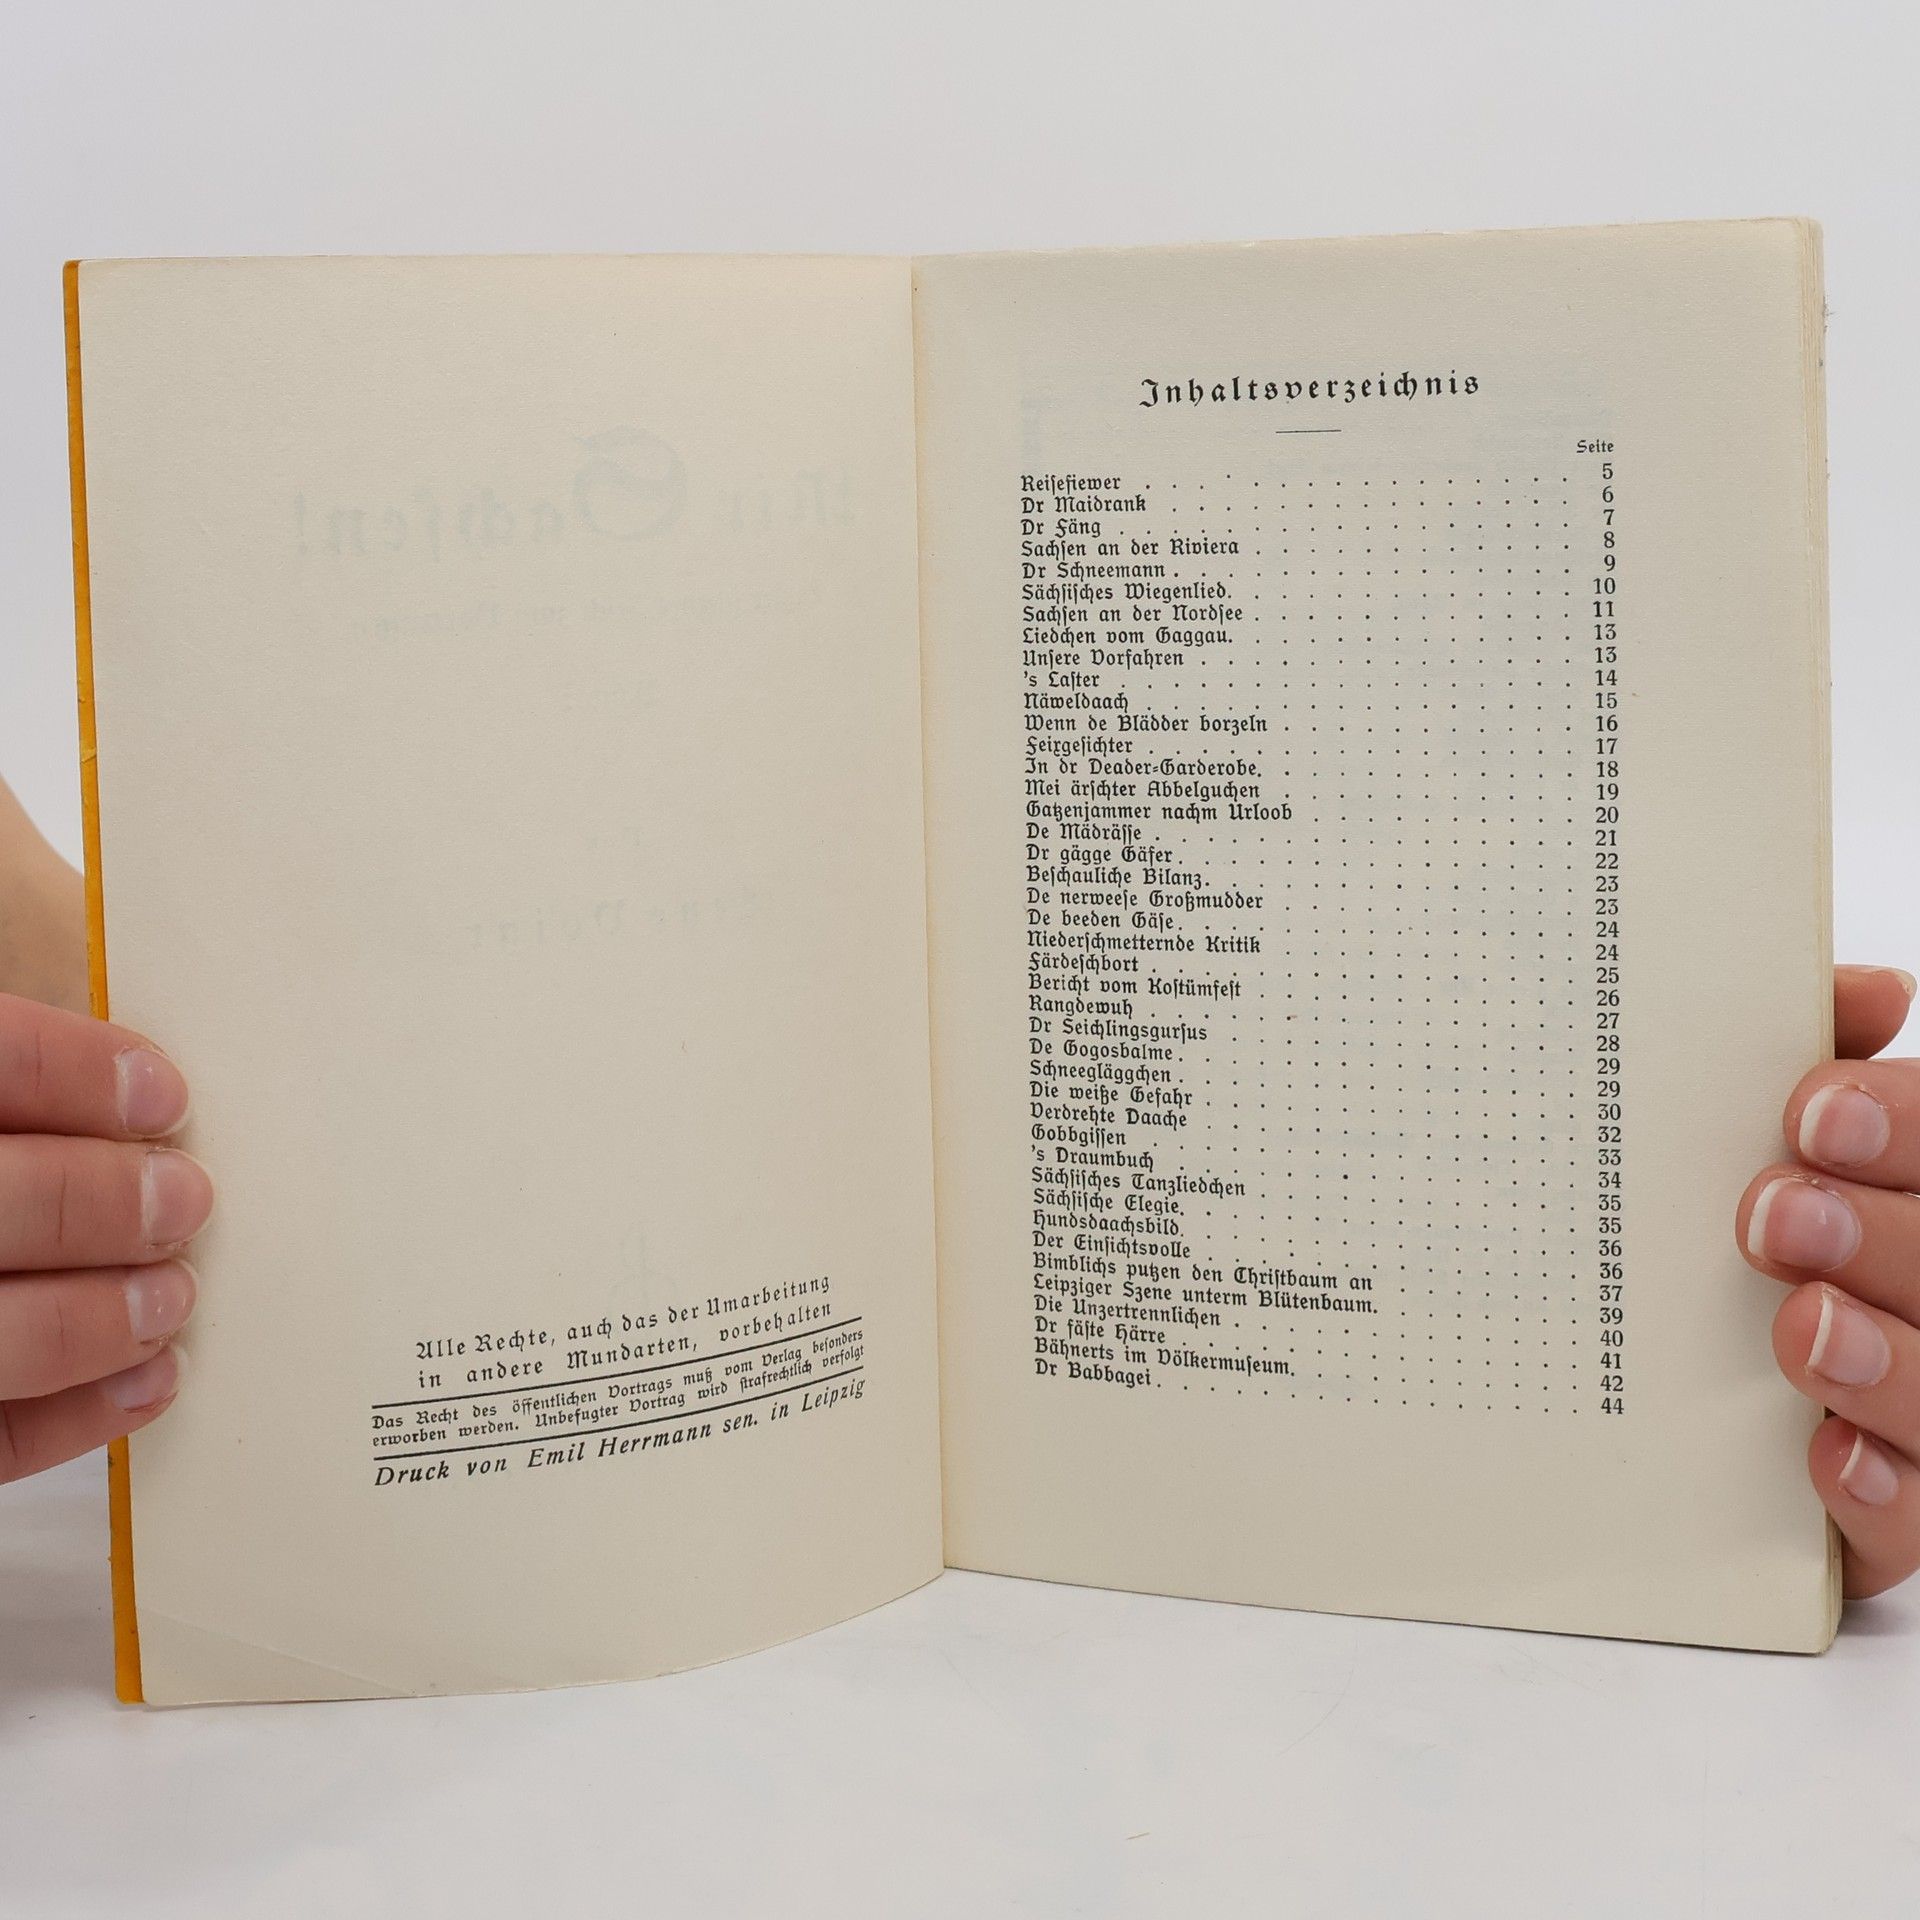 Alle Rechte, auch das der Umarbeitung
in andere Mundarten, vorbehalten
Das Recht des öffentlichen Vortrags muß vom Verlag besonders
erworben werden. Unbefugter Vortrag wird strafrechtlich verfolgt
Druck von Emil Herrmann sen. in Leipzig
Inhaltsverzeichnis
Seite
Reisefiewer . . . . . . . . . . . . . . . . 5
Dr Maidrank . . . . . . . . . . . . . . . 6
Dr Fäng . . . . . . . . . . . . . . . . . 7
Sachsen an der Riviera . . . . . . . . . . . . 8
Dr Schneemann . . . . . . . . . . . . . . . 9
Sächsisches Wiegenlied. . . . . . . . . . . . . 10
Sachsen an der Nordsee . . . . . . . . . . . . 11
Liedchen vom Gaggau. . . . . . . . . . . . . 13
Unsere Vorfahren . . . . . . . . . . . . . . 13
's Laster . . . . . . . . . . . . . . . . . 14
Näweldaach . . . . . . . . . . . . . . . . 15
Wenn de Blädder borzeln . . . . . . . . . . . 16
Feixgesichter . . . . . . . . . . . . . . . . 17
In dr Deader-Garderobe. . . . . . . . . . . . 18
Mei ärschter Abbelguchen . . . . . . . . . . . 19
Gatzenjammer nachm Urloob . . . . . . . . . . 20
De Mädrässe . . . . . . . . . . . . . . . . 21
Dr gägge Gäfer . . . . . . . . . . . . . . . 22
Beschauliche Bilanz. . . . . . . . . . . . . . 23
De nerweese Großmudder . . . . . . . . . . . 23
De beeden Gäse . . . . . . . . . . . . . . . 24
Niederschmetternde Kritik . . . . . . . . . . . 24
Färdeschbort . . . . . . . . . . . . . . . . 25
Bericht vom Kostümfest . . . . . . . . . . . . 26
Rangdewuh . . . . . . . . . . . . . . . . 27
Dr Seichlingsgursus . . . . . . . . . . . . . 28
De Gogosbalme . . . . . . . . . . . . . . . 29
Schneegläggchen . . . . . . . . . . . . . . . 29
Die weiße Gefahr . . . . . . . . . . . . . . 30
Verdrehte Daache . . . . . . . . . . . . . . 32
Gobbgissen . . . . . . . . . . . . . . . . 33
's Draumbuch . . . . . . . . . . . . . . . 34
Sächsisches Tanzliedchen . . . . . . . . . . . . 35
Sächsische Elegie. . . . . . . . . . . . . . . 35
Hundsdaachsbild. . . . . . . . . . . . . . . 36
Der Einsichtsvolle . . . . . . . . . . . . . . 36
Bimblichs putzen den Christbaum an . . . . . . . 37
Leipziger Szene unterm Blütenbaum. . . . . . . . 39
Die Unzertrennlichen . . . . . . . . . . . . . 40
Dr fäste Härre . . . . . . . . . . . . . . . 41
Bähnerts im Völkermuseum. . . . . . . . . . . 42
Dr Babbagei . . . . . . . . . . . . . . . . 44